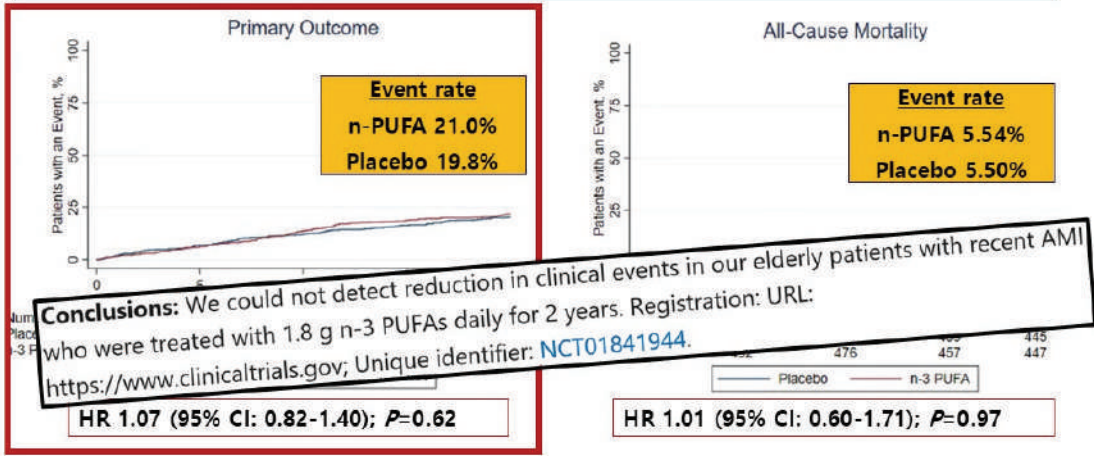 Primary Outcome
Patients with an Event, %
100
75
50
25
0
0
Event rate
n-PUFA 21.0%
Placebo 19.8%
All-Cause Mortality
Patients with an Event, %
100
75
50
25
Event rate
n-PUFA 5.54%
Placebo 5.50%
Conclusions: We could not detect reduction in clinical events in our elderly patients with recent AMI
who were treated with 1.8 g n-3 PUFAs daily for 2 years. Registration: URL:
https://www.clinicaltrials.gov; Unique identifier: NCT01841944.
445
476 457 447
Placebo n-3 PUFA
HR 1.07 (95% CI: 0.82-1.40); P=0.62
HR 1.01 (95% CI: 0.60-1.71); P=0.97